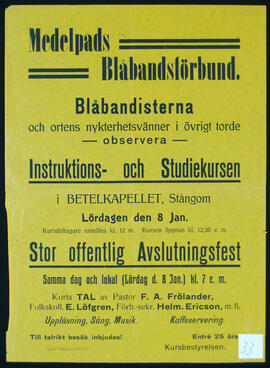 Medelpads
Blåbandsförbund.
Blåbandisterna
och ortens nykterhetsvänner i övrigt torde
— observera —
Instruktions- och Studiekursen
i BETELKAPELLET, Stångom
Lördagen den 8 Jan.
Kursdeltagare anmäles kl. 12 m. Kursen öppnas kl. 12,30 e. m.
Stor offentlig Avslutningsfest
Samma dag och lokal (Lördag d. 8 Jan.) kl. 7 e. m.
Korta TAL av Pastor F. A. Frölander,
Folkskoll. E. Löfgren, Förb.-sekr. Helm. Ericson, m. fl.
Uppläsning, Sång, Musik. Kaffeservering.
Till talrikt besök inbjudes! Entré 25 öre
Kursbestyrelsen.
33